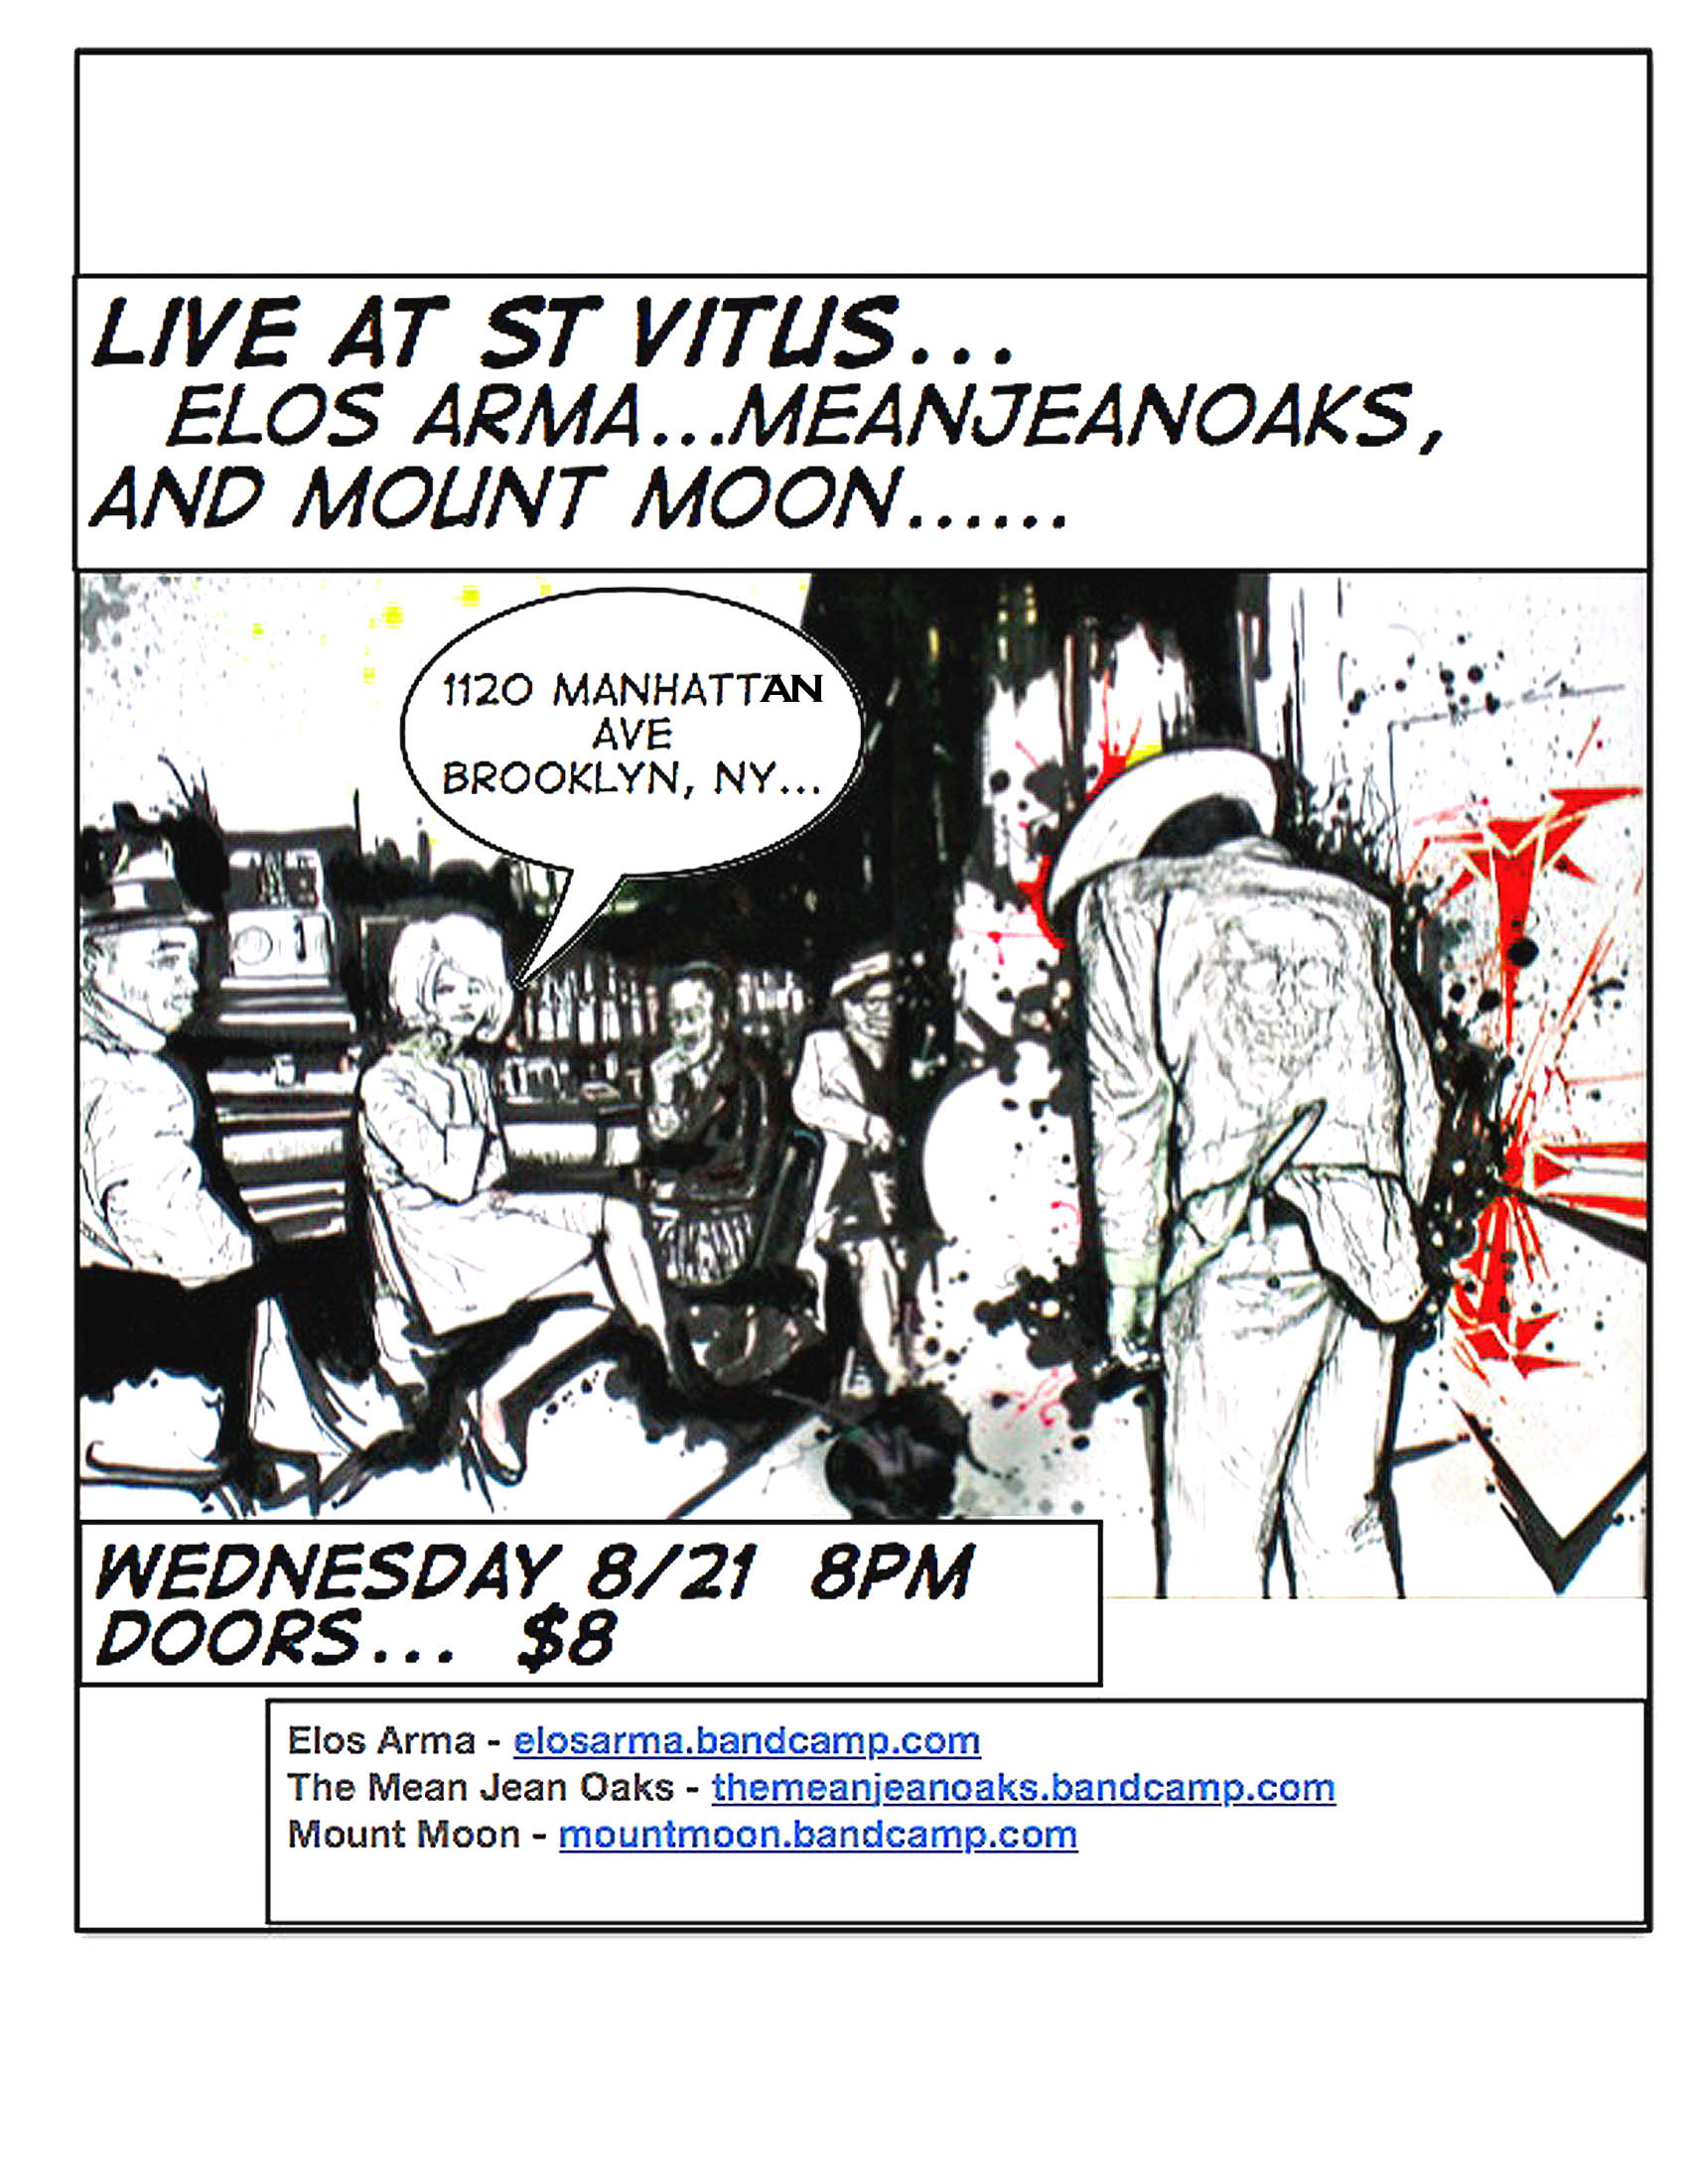 LIVE AT ST VITUS...
ELOS ARMA...MEANJEANOAKS,
AND MOUNT MOON......
1120 MANHATTAN
AVE
BROOKLYN, NY...
WEDNESDAY 8/21 8PM
DOORS... $8
Elos Arma - elosarma.bandcamp.com
The Mean Jean Oaks - themeanjeanoaks.bandcamp.com
Mount Moon - mountmoon.bandcamp.com